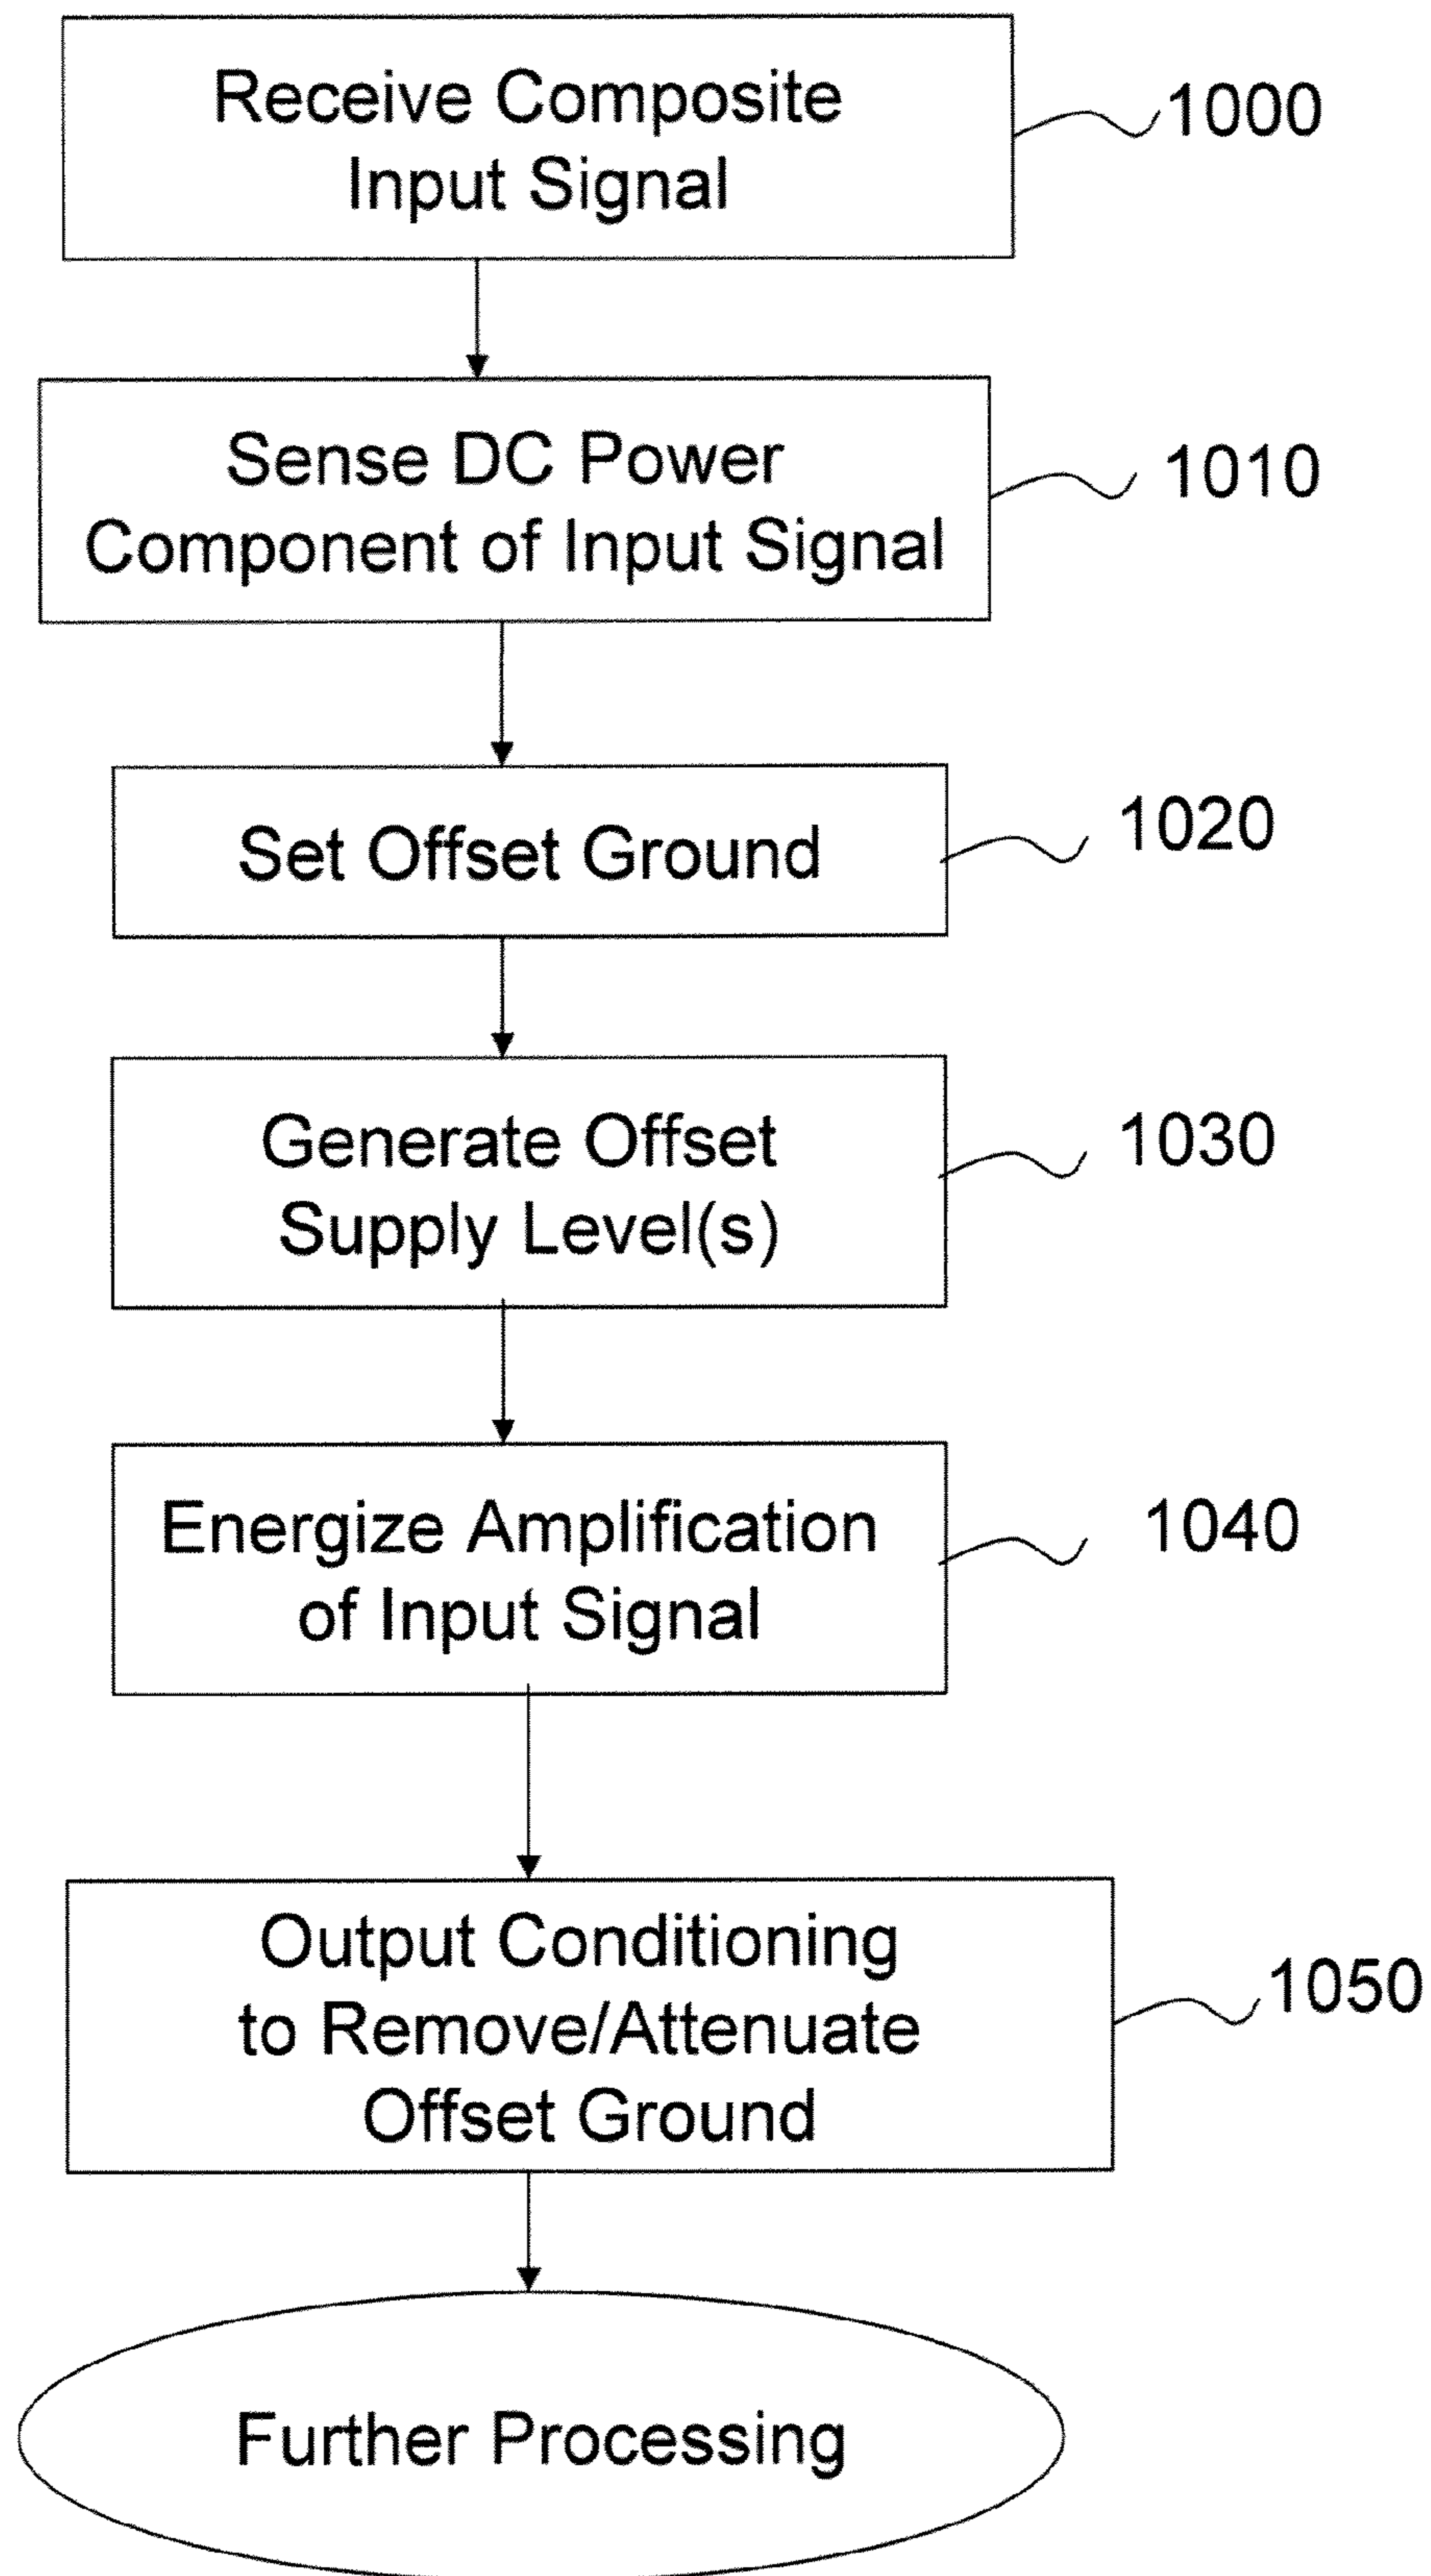 Receive Composite
Input Signal
1000
Sense DC Power
Component of Input Signal
1010
Set Offset Ground
1020
Generate Offset
Supply Level(s)
1030
Energize Amplification
of Input Signal
1040
Output Conditioning
to Remove/Attenuate
Offset Ground
1050
Further Processing